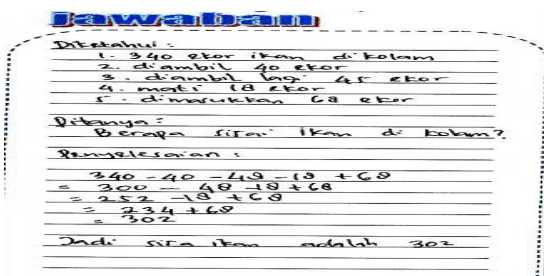 Jawaban
Diketahui :
1. 340 ekor ikan di kolam
2. diambil 40 ekor
3. diambil lagi 48 ekor
4. mati 18 ekor
5. dimasukkan 68 ekor
Ditanya :
Berapa sisa ikan di kolam?
Penyelesaian :
340 - 40 - 48 - 18 + 68
= 300 - 48 - 18 + 68
= 252 - 18 + 68
= 234 + 68
= 302
Jadi sisa ikan adalah 302